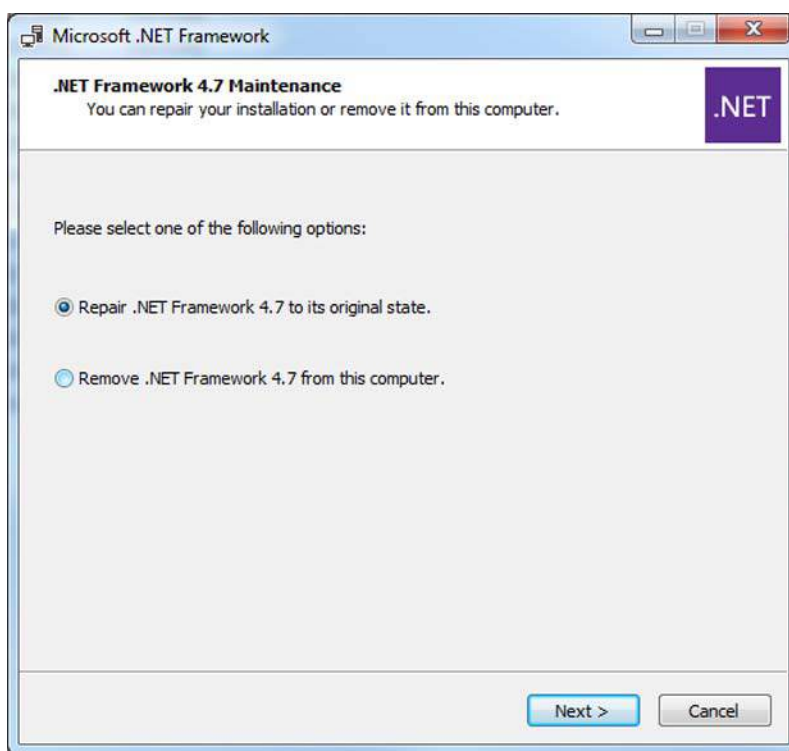 Microsoft .NET Framework
.NET Framework 4.7 Maintenance
You can repair your installation or remove it from this computer.
.NET
Please select one of the following options:
Repair .NET Framework 4.7 to its original state.
Remove .NET Framework 4.7 from this computer.
Next >
Cancel